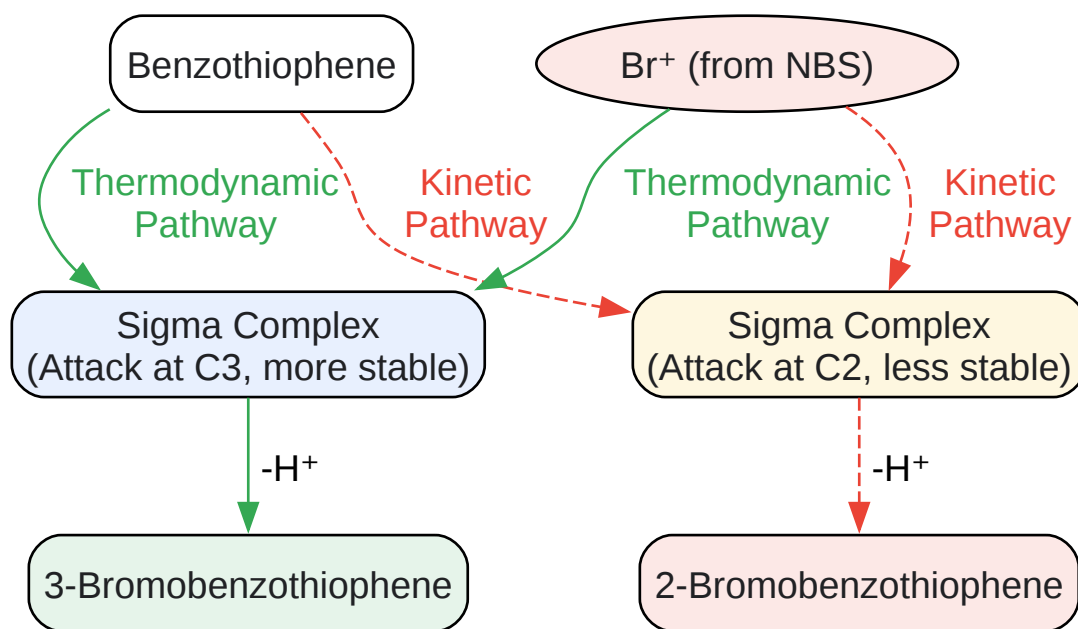 Benzothiophene
Br⁺ (from NBS)
Thermodynamic
Pathway
Kinetic
Pathway
Thermodynamic
Pathway
Kinetic
Pathway
Sigma Complex
(Attack at C3, more stable)
Sigma Complex
(Attack at C2, less stable)
-H⁺
-H⁺
3-Bromobenzothiophene
2-Bromobenzothiophene